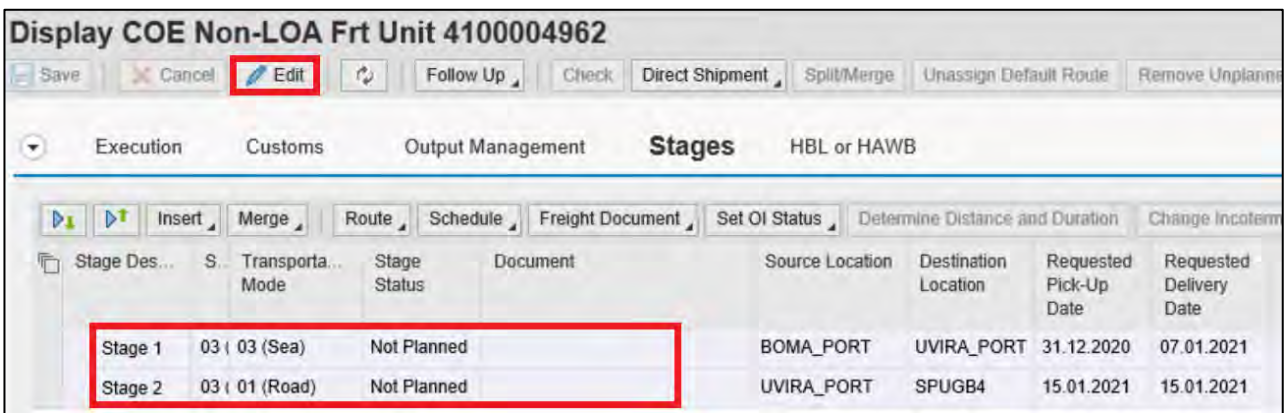 Display COE Non-LOA Frt Unit 4100004962
Save Cancel Edit Follow Up Check Direct Shipment Split/Merge Unassign Default Route Remove
Execution Customs Output Management Stages HBL or HAWB
Insert Merge Route Schedule Freight Document Set OI Status Determine Distance and Duration Change
Stage Des... S.. Transporta... Stage Document Source Location Destination Requested Requested
Mode Status Location Pick-Up Delivery
Date Date
Stage 1 03 ( 03 (Sea) Not Planned BOMA_PORT UVIRA_PORT 31.12.2020 07.01.2021
Stage 2 03 ( 01 (Road) Not Planned UVIRA_PORT SPUGB4 15.01.2021 15.01.2021